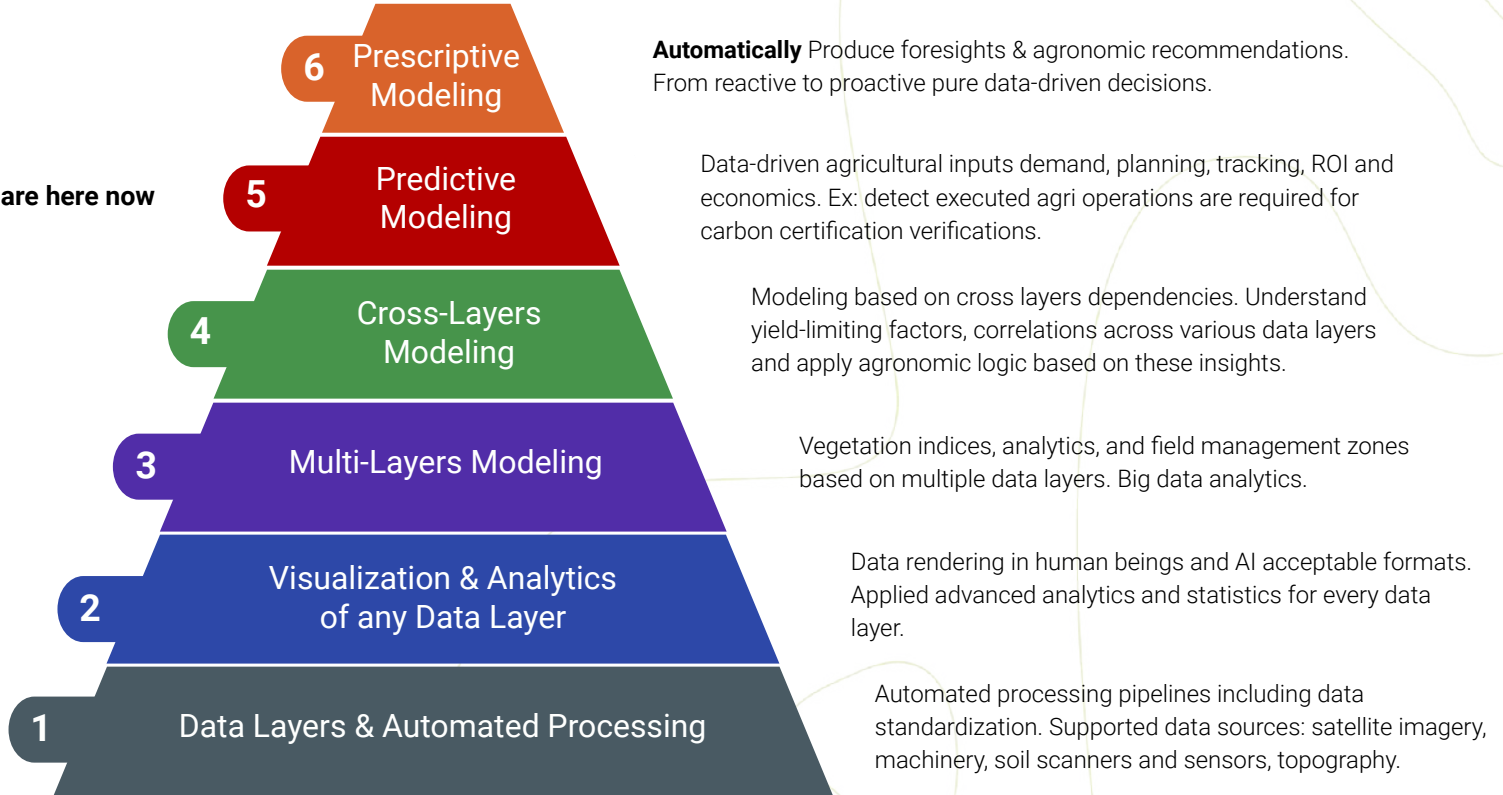 6
Prescriptive
Modeling
Automatically Produce foresights & agronomic recommendations.
From reactive to proactive pure data-driven decisions.
are here now
5
Predictive
Modeling
Data-driven agricultural inputs demand, planning, tracking, ROI and
economics. Ex: detect executed agri operations are required for
carbon certification verifications.
4
Cross-Layers
Modeling
Modeling based on cross layers dependencies. Understand
yield-limiting factors, correlations across various data layers
and apply agronomic logic based on these insights.
3
Multi-Layers Modeling
Vegetation indices, analytics, and field management zones
based on multiple data layers. Big data analytics.
2
Visualization & Analytics
of any Data Layer
Data rendering in human beings and AI acceptable formats.
Applied advanced analytics and statistics for every data
layer.
1
Data Layers & Automated Processing
Automated processing pipelines including data
standardization. Supported data sources: satellite imagery,
machinery, soil scanners and sensors, topography.